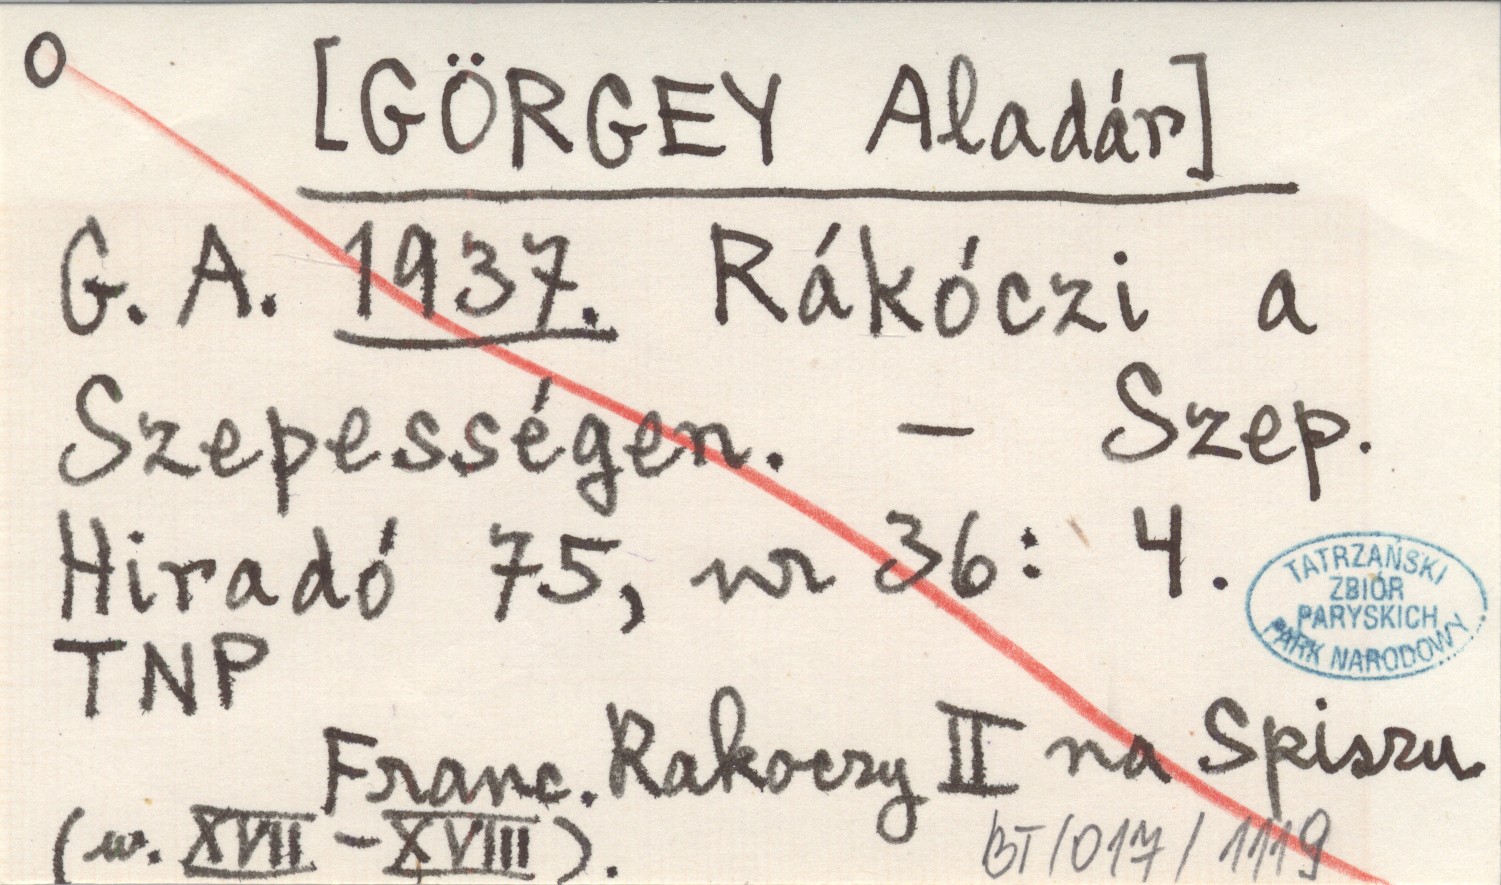 O
[GÖRGEY Aladár]
G. A. 1937. Rákóczi a
Szepességen. – Szep.
Hiradó 75, nr 36: 4.
TATRZAŃSKI
ZBIÓR
PARYSKICH
PARK NARODOWY
TNP
Franc. Rakoczy II na Spiszu
(w. XVII – XVIII).
BT/017/1119